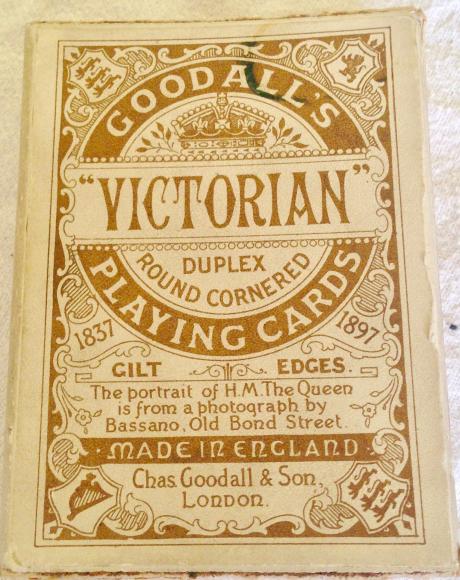 GOODALL'S
"VICTORIAN"
DUPLEX
ROUND CORNERED
PLAYING CARDS
1837 1897
GILT EDGES.
The portrait of H.M. The Queen
is from a photograph by
Bassano, Old Bond Street.
MADE IN ENGLAND
Chas. Goodall & Son,
LONDON.